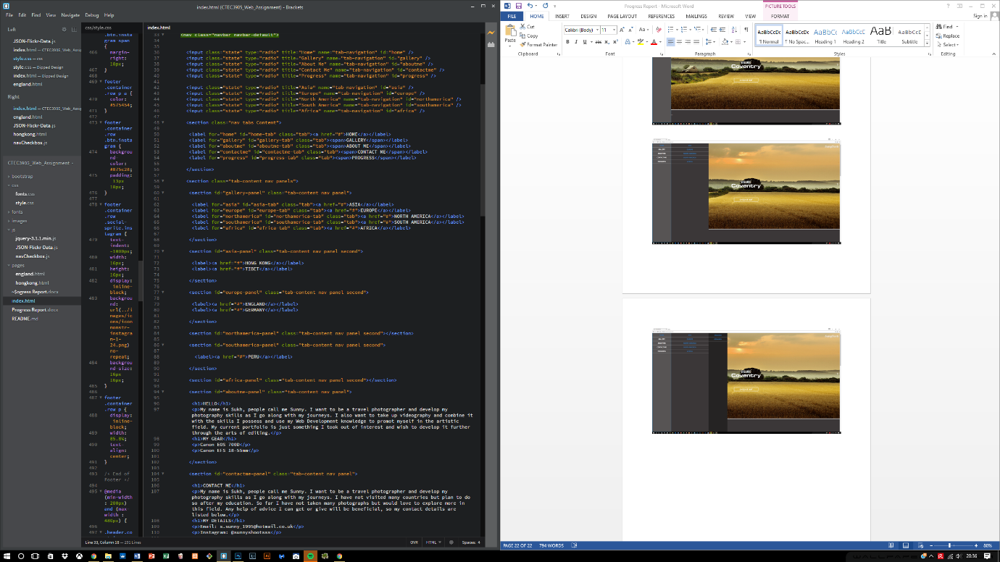 index.html (CTEC3905_Web_Assignment) - Brackets
File Edit Find View Navigate Debug Help
Left
JSON-Flickr-Data.js
index.html — CTEC3905_Web_Assig
style.css — css
style.css — Dipped Design
index.html — Dipped Design
england.html
Right
index.html — CTEC3905_Web_Assig
england.html
JSON-Flickr-Data.js
hongkong.html
navCheckbox.js
CTEC3905_Web_Assignment
bootstrap
css
fonts.css
style.css
fonts
images
js
jquery-3.1.1.min.js
JSON-Flickr-Data.js
navCheckbox.js
pages
england.html
hongkong.html
~$ogress Report.docx
index.html
Progress Report.docx
README.md
css/style.css
.btn.insta
gram span
{
466 margin-
right:
10px;
467 }
468
469 footer
.container
.row p a {
470 color:
#575454;
471 }
472
473 footer
.container
.row
.btn.insta
gram {
474 backgrou
nd-
color:
#875c28;
475 padding:
13px
10px;
476 }
477
478 footer
.container
.row
.social-
sprite.ins
tagram {
479 text-
indent:
-1000px;
480 width:
16px;
481 height:
16px;
482 display:
inline-
block;
483 backgrou
nd:
url(../i
mages/ic
ons/icon
monstr-
instagra
m-1-
24.png)
no-
repeat;
484 backgrou
nd-size:
16px
16px;
485 }
486
487 footer
.container
.row p {
488 display:
inline-
block;
489 width:
85.8%;
490 text-
align:
center;
491 }
492
493 /* End of
Footer */
494
495 @media
(min-width
: 200px)
and (max-
width :
480px) {
496
497 .header.co
index.html
33 <nav class="navbar navbar-default">
34
35
36 <input class="state" type="radio" title="Home" name="tab-navigation" id="home" />
37 <input class="state" type="radio" title="Gallery" name="tab-navigation" id="gallery" />
38 <input class="state" type="radio" title="About Me" name="tab-navigation" id="aboutme" />
39 <input class="state" type="radio" title="Contact Me" name="tab-navigation" id="contactme" />
40 <input class="state" type="radio" title="Progress" name="tab-navigation" id="progress" />
41
42 <input class="state" type="radio" title="Asia" name="tab-navigation" id="asia" />
43 <input class="state" type="radio" title="Europe" name="tab-navigation" id="europe" />
44 <input class="state" type="radio" title="North America" name="tab-navigation" id="northamerica" />
45 <input class="state" type="radio" title="South America" name="tab-navigation" id="southamerica" />
46 <input class="state" type="radio" title="Africa" name="tab-navigation" id="africa" />
47
48 <section class="nav tabs Content">
49
50 <label for="home" id="home-tab" class="tab"><a href="#">HOME</a></label>
51 <label for="gallery" id="gallery-tab" class="tab"><span>GALLERY</span></label>
52 <label for="aboutme" id="aboutme-tab" class="tab"><span>ABOUT ME</span></label>
53 <label for="contactme" id="contactme-tab" class="tab"><span>CONTACT ME</span></label>
54 <label for="progress" id="progress-tab" class="tab"><span>PROGRESS</span></label>
55
56 </section>
57
58 <section class="tab-content nav panels">
59
60 <section id="gallery-panel" class="tab-content nav panel">
61
62 <label for="asia" id="asia-tab" class="tab"><a href="#">ASIA</a></label>
63 <label for="europe" id="europe-tab" class="tab"><a href="#">EUROPE</a></label>
64 <label for="northamerica" id="northamerica-tab" class="tab"><a href="#">NORTH AMERICA</a></label>
65 <label for="southamerica" id="southamerica-tab" class="tab"><a href="#">SOUTH AMERICA</a></label>
66 <label for="africa" id="africa-tab" class="tab"><a href="#">AFRICA</a></label>
67
68 </section>
69
70 <section id="asia-panel" class="tab-content nav panel second">
71
72 <label><a href="#">HONG KONG</a></label>
73 <label><a href="#">TIBET</a></label>
74
75 </section>
76
77 <section id="europe-panel" class="tab-content nav panel second">
78
79 <label><a href="#">ENGLAND</a></label>
80 <label><a href="#">GERMANY</a></label>
81
82 </section>
83
84 <section id="northamerica-panel" class="tab-content nav panel second"></section>
85
86 <section id="southamerica-panel" class="tab-content nav panel second">
87
88 <label><a href="#">PERU</a></label>
89
90 </section>
91
92 <section id="africa-panel" class="tab-content nav panel second"></section>
93
94 <section id="aboutme-panel" class="tab-content nav panel">
95
96 <h1>HELLO</h1>
97 <p>My name is Sukh, people call me Sunny. I want to be a travel photographer and develop my
photography skills as I go along with my journeys. I also want to take up videography and combine it
with the skills I possess and use my Web Development knowledge to promot myself in the artistic
field. My current portfolio is just something I took out of interest and wish to develop it further
through the arts of editing.</p>
98 <h1>MY GEAR</h1>
99 <p>Canon EOS 700D</p>
100 <p>Canon EFS 18-55mm</p>
101
102 </section>
103
104 <section id="contactme-panel" class="tab-content nav panel">
105
106 <h1>CONTACT ME</h1>
107 <p>My name is Sukh, people call me Sunny. I want to be a travel photographer and develop my
photography skills as I go along with my journeys. I have not visited many countries but plan to do
so after my education. So far I have not taken many photographs but would love to explore more in
this field. Any help of advice I can get or give will be beneficial, so my contact details are
listed below.</p>
108 <h1>MY DETAILS</h1>
109 <p>Email: s.sunny_1995@hotmail.co.uk</p>
110 <p>Instagram: @sunnyshootsss</p>
Line 33, Column 18 — 291 Lines
OVR HTML Spaces: 4
Progress Report - Microsoft Word
PICTURE TOOLS
Sign in
FILE HOME INSERT DESIGN PAGE LAYOUT REFERENCES MAILINGS REVIEW VIEW FORMAT
Paste
Cut
Copy
Format Painter
Clipboard
Calibri (Body) 11
Font
Paragraph
AaBbCcDc AaBbCcDc AaBbCc AaBbCcC AaB AaBbCcC
¶ Normal ¶ No Spac... Heading 1 Heading 2 Title Subtitle
Styles
Find
Replace
Select
Editing
Coventry
Coventry
Coventry
PAGE 22 OF 22 794 WORDS
80%
20:36